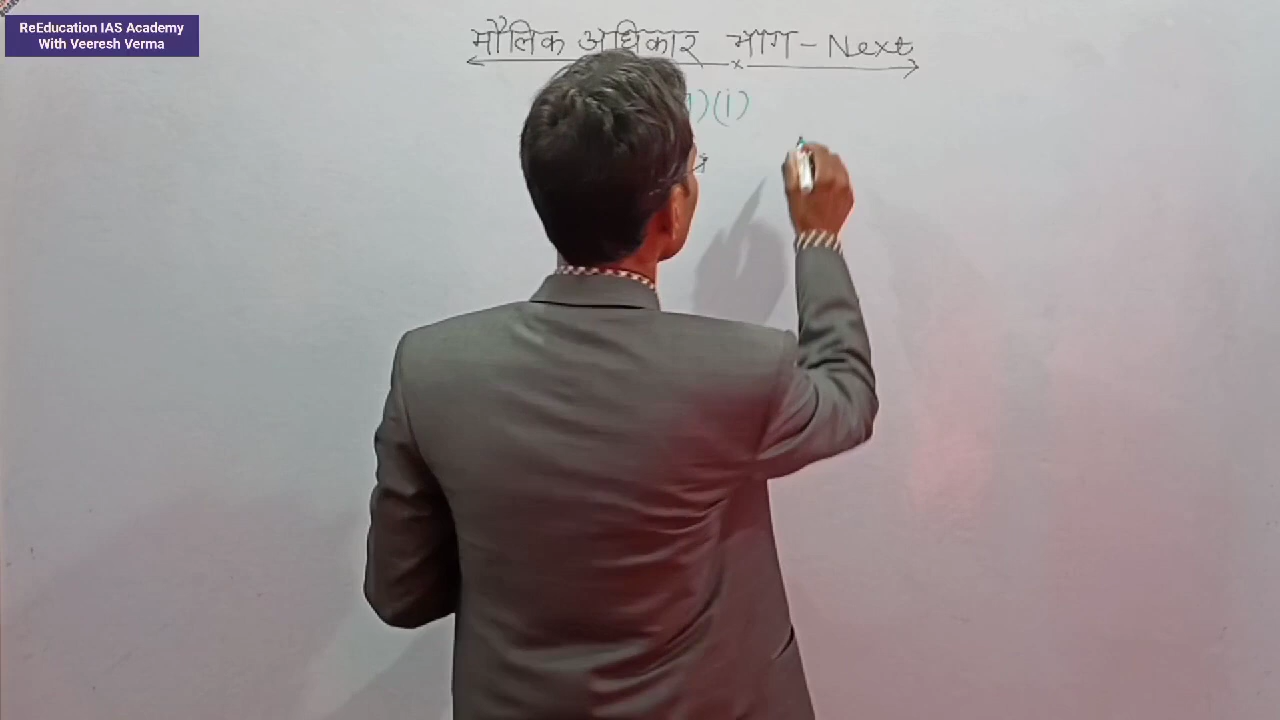 ReEducation IAS Academy
With Veeresh Verma
मौलिक अधिकार भाग - Next
1)(i)